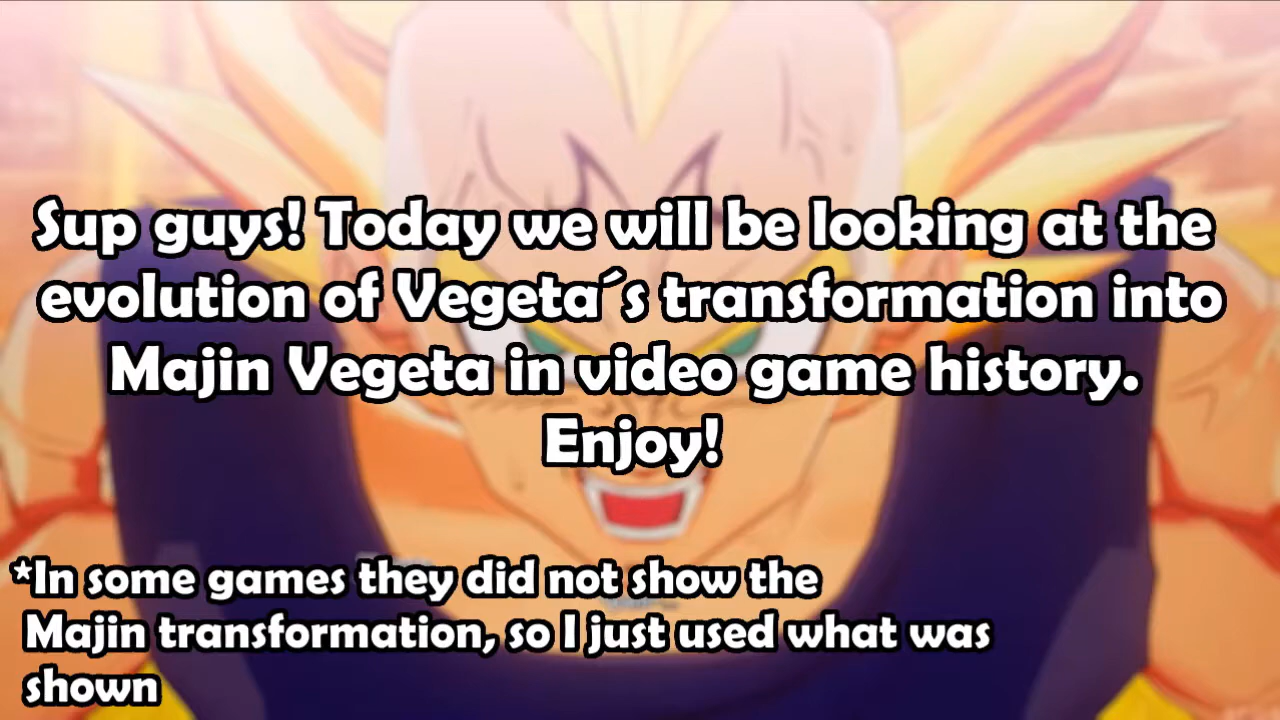 Sup guys! Today we will be looking at the
evolution of Vegeta´s transformation into
Majin Vegeta in video game history.
Enjoy!
*In some games they did not show the
Majin transformation, so I just used what was
shown